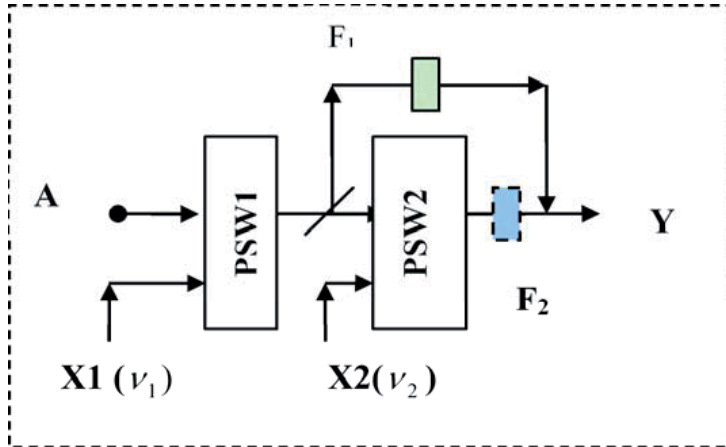 F₁
A
PSW1
PSW2
Y
F₂
X1 (ν₁)
X2(ν₂)